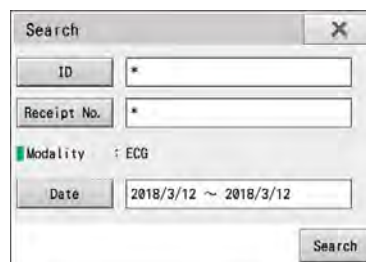 Search
ID *
Receipt No. *
Modality : ECG
Date 2018/3/12 ~ 2018/3/12
Search